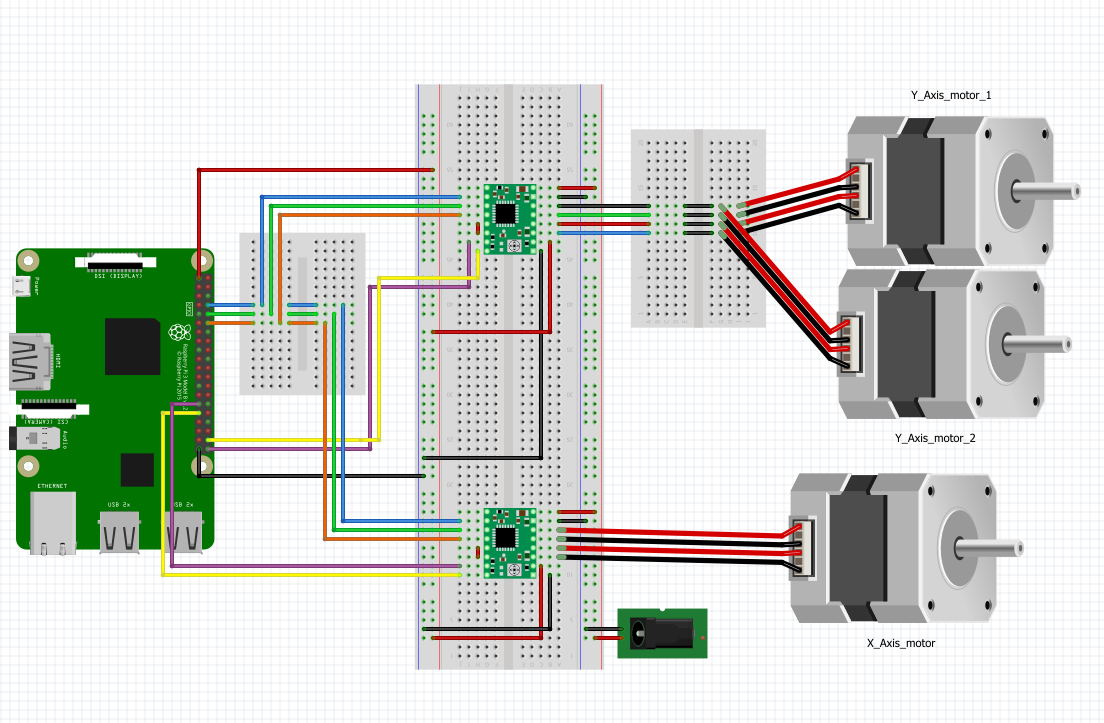 Y_Axis_motor_1
DSI (DISPLAY)
Power
GPIO
HDMI
Raspberry Pi 3 Model B v1.2
© Raspberry Pi 2015
CSI (CAMERA)
Audio
Y_Axis_motor_2
ETHERNET
USB 2x
USB 2x
X_Axis_motor